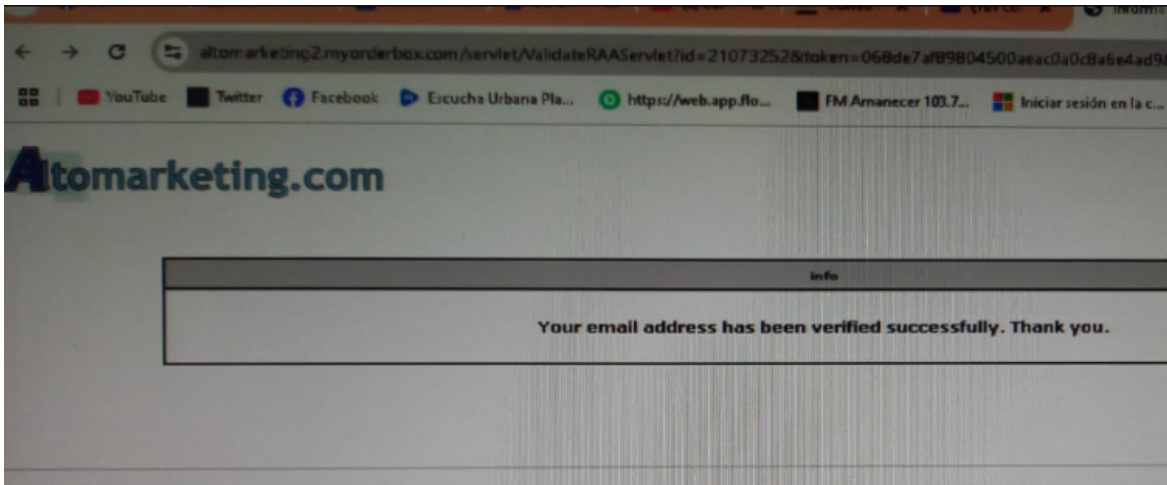 altomarketing2.myorderbox.com/servlet/ValidateRAAServlet?id=210732528&token=068de7af89804500aeac0a0c8a6e4ad98
YouTube Twitter Facebook Escucha Urbana Pla... https://web.app.flo... FM Amanecer 103.7... Iniciar sesión en la c...
Altomarketing.com
info
Your email address has been verified successfully. Thank you.